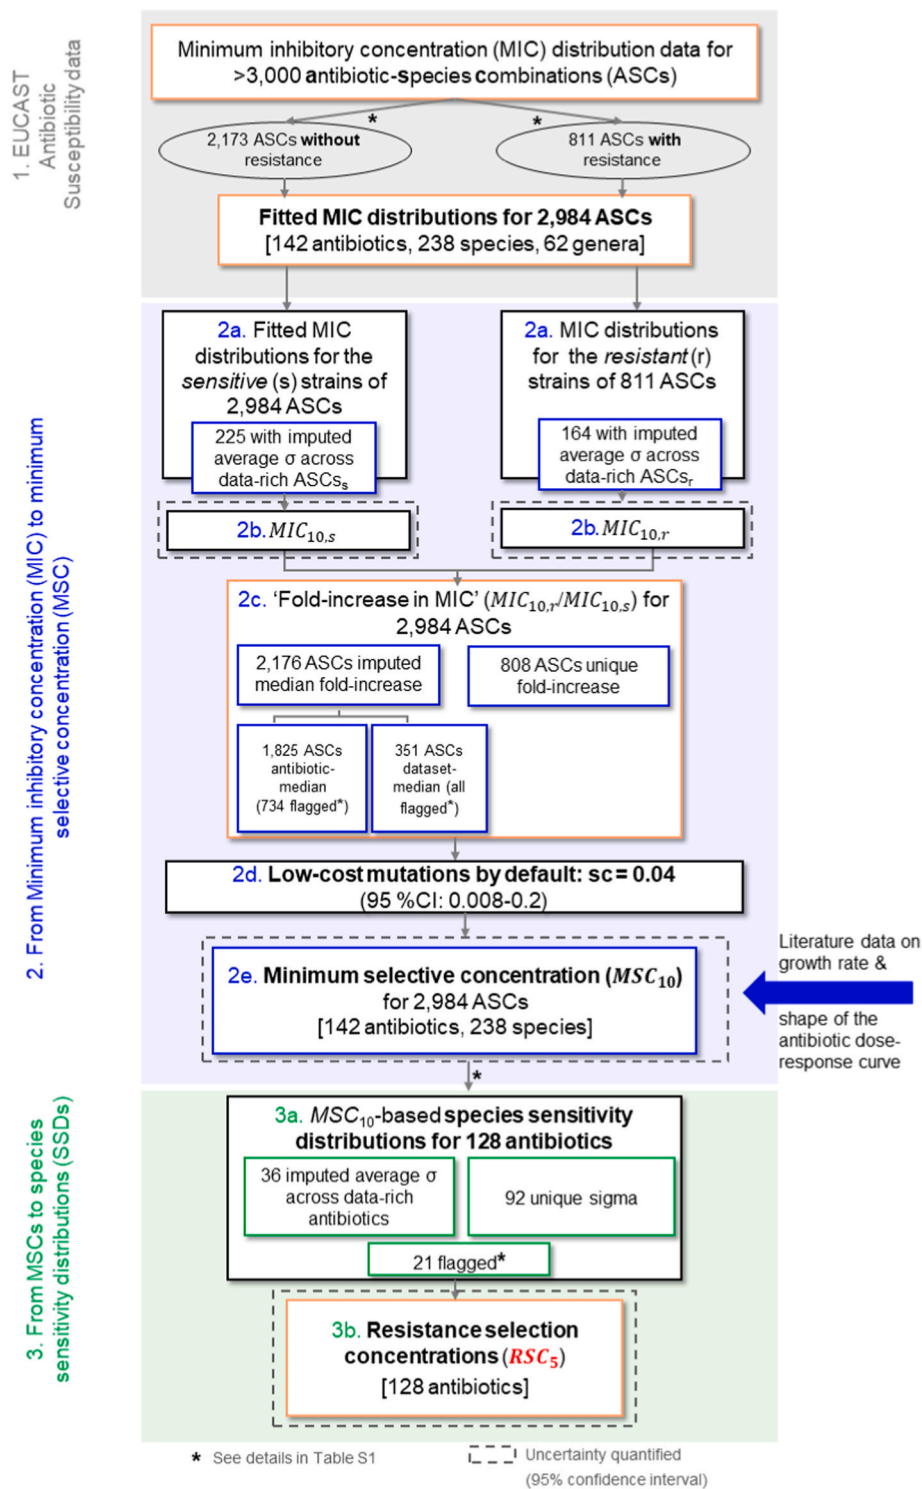 1. EUCAST
Antibiotic
Susceptibility data
Minimum inhibitory concentration (MIC) distribution data for
>3,000 antibiotic-species combinations (ASCs)
*
*
2,173 ASCs without
resistance
811 ASCs with
resistance
Fitted MIC distributions for 2,984 ASCs
[142 antibiotics, 238 species, 62 genera]
2. From Minimum inhibitory concentration (MIC) to minimum
selective concentration (MSC)
2a. Fitted MIC
distributions for the
sensitive (s) strains of
2,984 ASCs
225 with imputed
average σ across
data-rich ASCsₛ
2a. MIC distributions
for the resistant (r)
strains of 811 ASCs
164 with imputed
average σ across
data-rich ASCsᵣ
2b. MIC₁₀,ₛ
2b. MIC₁₀,ᵣ
2c. ‘Fold-increase in MIC’ (MIC₁₀,ᵣ/MIC₁₀,ₛ) for
2,984 ASCs
2,176 ASCs imputed
median fold-increase
808 ASCs unique
fold-increase
1,825 ASCs
antibiotic-
median
(734 flagged*)
351 ASCs
dataset-
median (all
flagged*)
2d. Low-cost mutations by default: sc = 0.04
(95 %CI: 0.008-0.2)
2e. Minimum selective concentration (MSC₁₀)
for 2,984 ASCs
[142 antibiotics, 238 species]
Literature data on
growth rate &
shape of the
antibiotic dose-
response curve
*
3. From MSCs to species
sensitivity distributions (SSDs)
3a. MSC₁₀-based species sensitivity
distributions for 128 antibiotics
36 imputed average σ
across data-rich
antibiotics
92 unique sigma
21 flagged*
3b. Resistance selection
concentrations (RSC₅)
[128 antibiotics]
* See details in Table S1
Uncertainty quantified
(95% confidence interval)